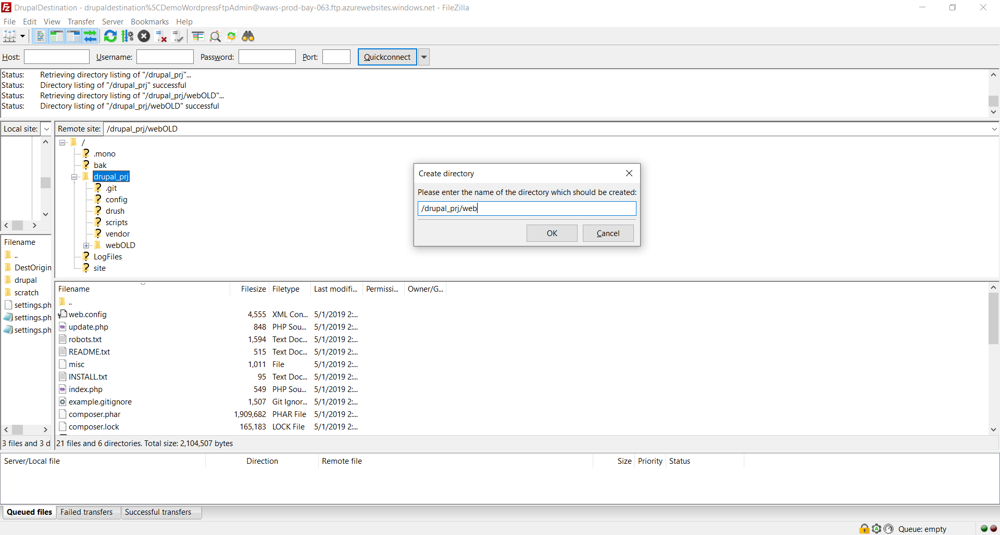 DrupalDestination - drupaldestination%5CDemoWordpressFtpAdmin@waws-prod-bay-063.ftp.azurewebsites.windows.net - FileZilla
File Edit View Transfer Server Bookmarks Help
Host: Username: Password: Port: Quickconnect
Status: Retrieving directory listing of "/drupal_prj"...
Status: Directory listing of "/drupal_prj" successful
Status: Retrieving directory listing of "/drupal_prj/webOLD"...
Status: Directory listing of "/drupal_prj/webOLD" successful
Local site:
Remote site: /drupal_prj/webOLD
/
.mono
bak
drupal_prj
.git
config
drush
scripts
vendor
webOLD
LogFiles
site
Create directory
Please enter the name of the directory which should be created:
/drupal_prj/web
OK Cancel
Filename
..
DestOrigin
drupal
scratch
settings.ph
settings.ph
settings.ph
3 files and 3 d
Filename Filesize Filetype Last modifi... Permissi... Owner/G...
..
web.config 4,555 XML Con... 5/1/2019 2:...
update.php 848 PHP Sou... 5/1/2019 2:...
robots.txt 1,594 Text Doc... 5/1/2019 2:...
README.txt 515 Text Doc... 5/1/2019 2:...
misc 1,011 File 5/1/2019 2:...
INSTALL.txt 95 Text Doc... 5/1/2019 2:...
index.php 549 PHP Sou... 5/1/2019 2:...
example.gitignore 1,507 Git Ignor... 5/1/2019 2:...
composer.phar 1,909,682 PHAR File 5/1/2019 2:...
composer.lock 165,183 LOCK File 5/1/2019 2:...
21 files and 6 directories. Total size: 2,104,507 bytes
Server/Local file Direction Remote file Size Priority Status
Queued files Failed transfers Successful transfers
Queue: empty